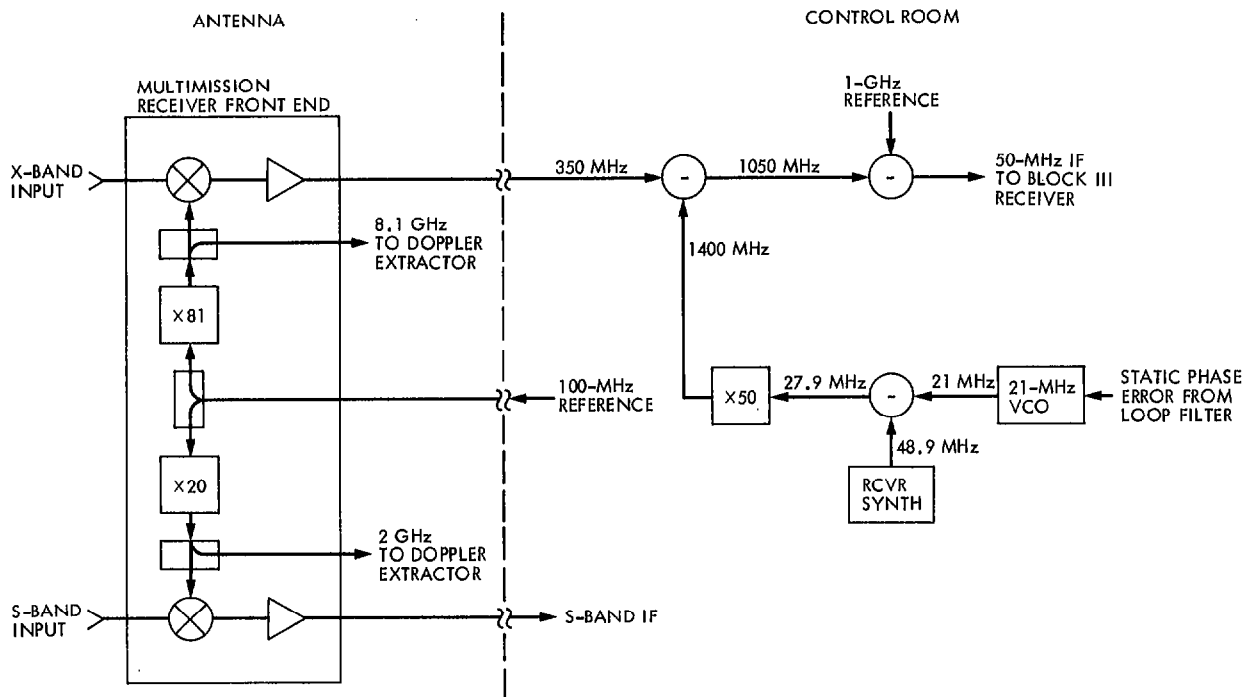 ANTENNA
CONTROL ROOM
MULTIMISSION
RECEIVER FRONT END
1-GHz
REFERENCE
X-BAND
INPUT
350 MHz
-
1050 MHz
-
50-MHz IF
TO BLOCK III
RECEIVER
8.1 GHz
TO DOPPLER
EXTRACTOR
1400 MHz
X81
100-MHz
REFERENCE
X50
27.9 MHz
-
21 MHz
21-MHz
VCO
STATIC PHASE
ERROR FROM
LOOP FILTER
48.9 MHz
RCVR
SYNTH
X20
2 GHz
TO DOPPLER
EXTRACTOR
S-BAND
INPUT
S-BAND IF